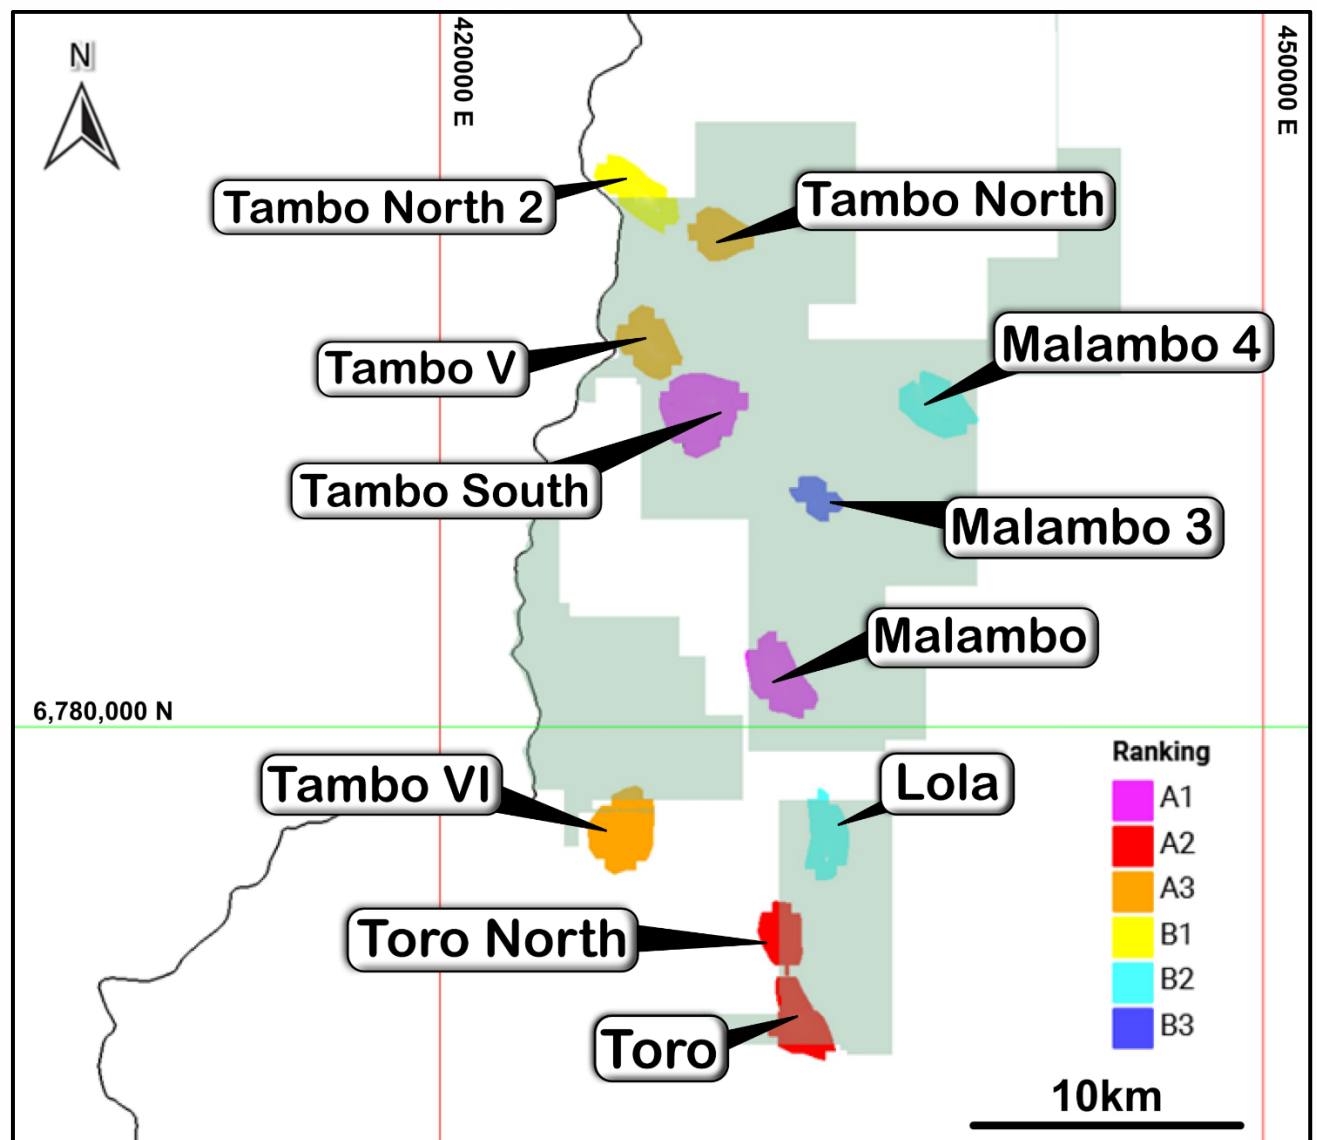 N
420000 E
450000 E
Tambo North 2
Tambo North
Tambo V
Malambo 4
Tambo South
Malambo 3
Malambo
6,780,000 N
Tambo VI
Lola
Toro North
Toro
Ranking
A1
A2
A3
B1
B2
B3
10km